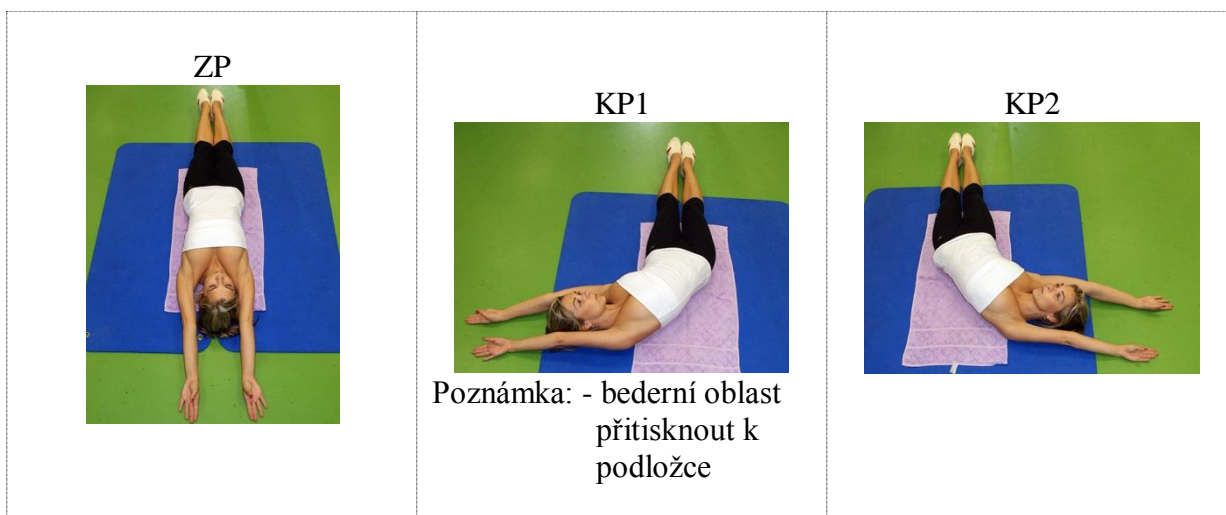 ZP
KP1
KP2
Poznámka: - bederní oblast
přitisknout k
podložce